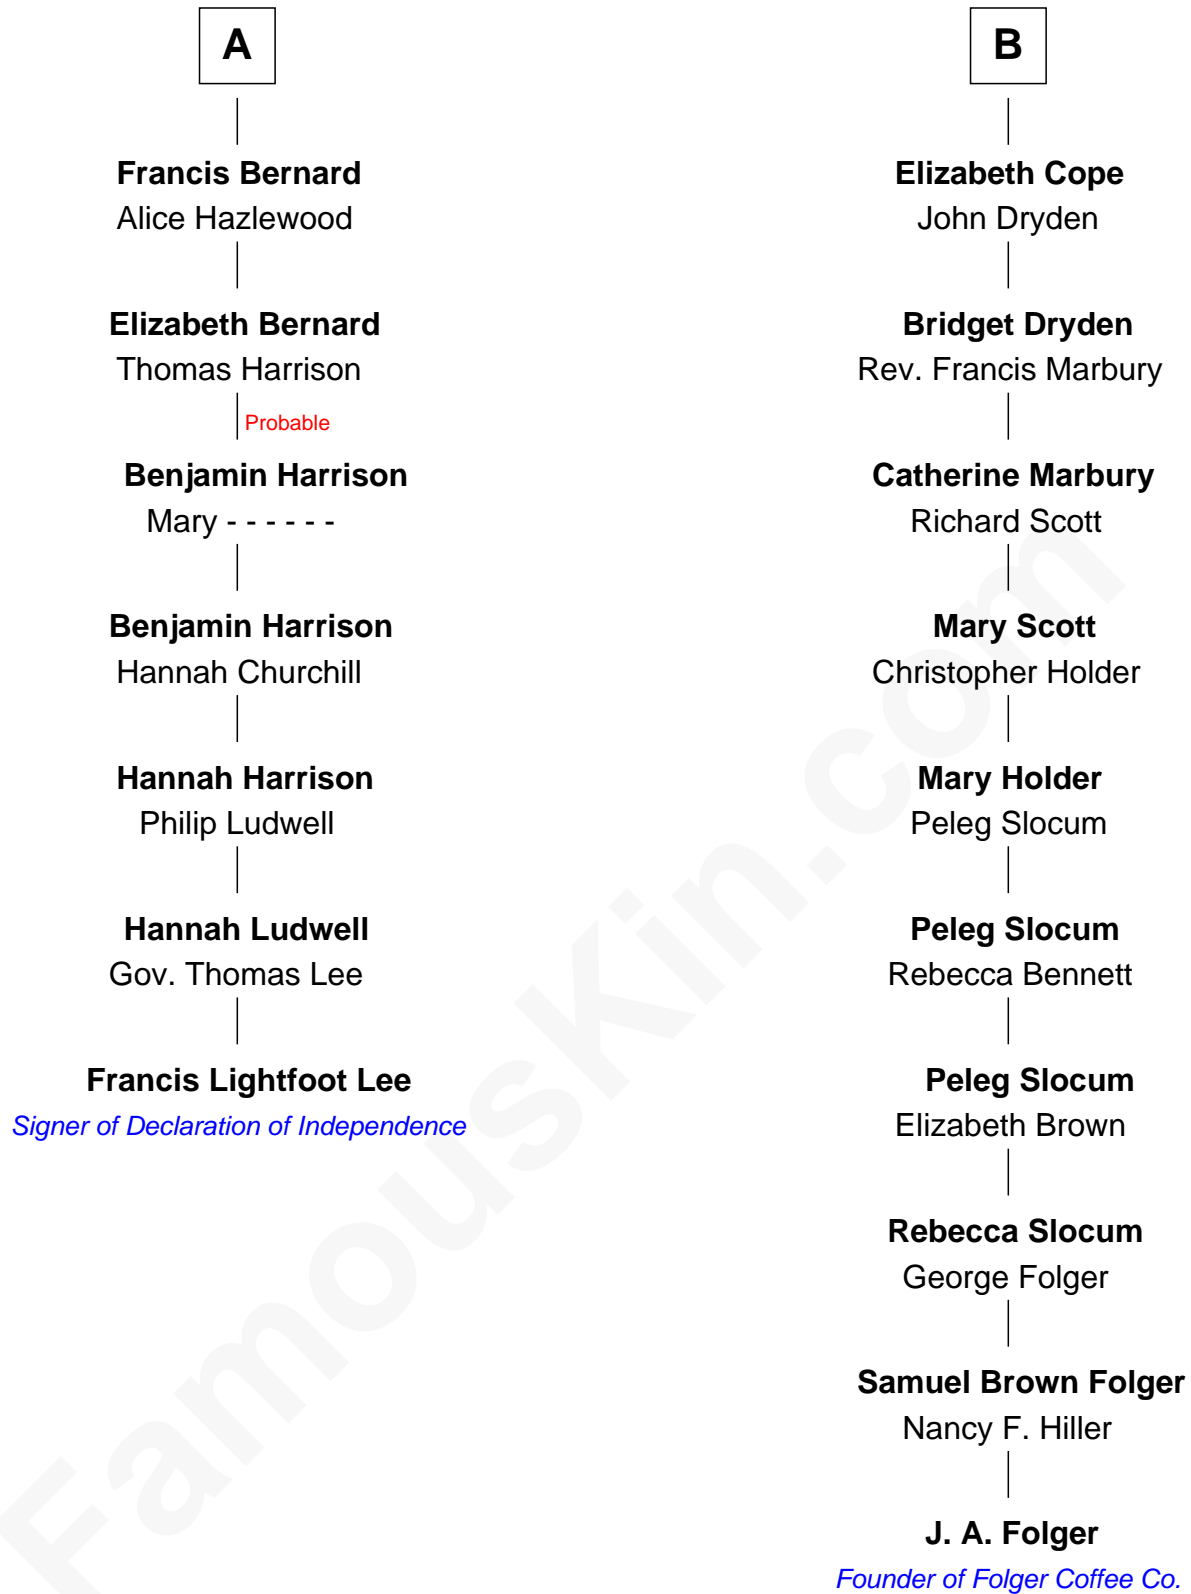 A
Francis Bernard
Alice Hazlewood
Elizabeth Bernard
Thomas Harrison
Probable
Benjamin Harrison
Mary - - - - - -
Benjamin Harrison
Hannah Churchill
Hannah Harrison
Philip Ludwell
Hannah Ludwell
Gov. Thomas Lee
Francis Lightfoot Lee
Signer of Declaration of Independence
B
Elizabeth Cope
John Dryden
Bridget Dryden
Rev. Francis Marbury
Catherine Marbury
Richard Scott
Mary Scott
Christopher Holder
Mary Holder
Peleg Slocum
Peleg Slocum
Rebecca Bennett
Peleg Slocum
Elizabeth Brown
Rebecca Slocum
George Folger
Samuel Brown Folger
Nancy F. Hiller
J. A. Folger
Founder of Folger Coffee Co.
FamousKin.com